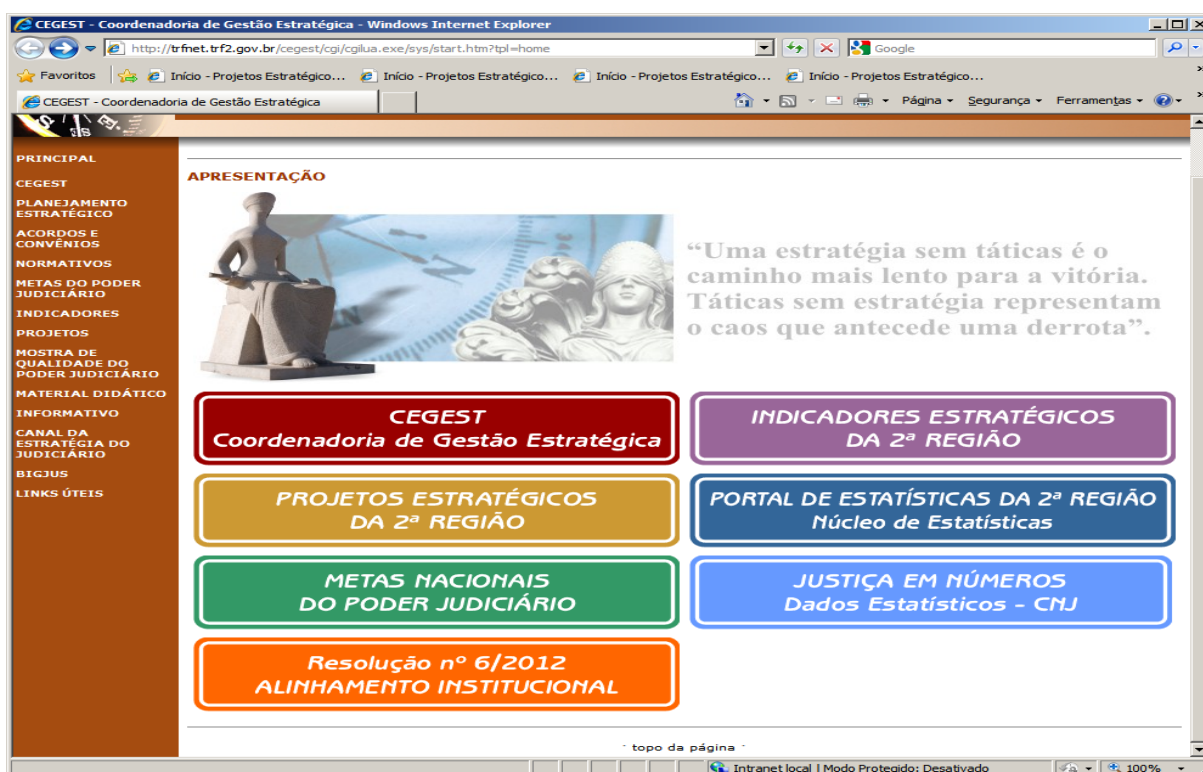 CEGEST - Coordenadoria de Gestão Estratégica - Windows Internet Explorer
http://trfnet.trf2.gov.br/cegest/cgi/cgilua.exe/sys/start.htm?tpl=home
Google
Favoritos
Início - Projetos Estratégico...
Início - Projetos Estratégico...
Início - Projetos Estratégico...
Início - Projetos Estratégico...
CEGEST - Coordenadoria de Gestão Estratégica
Página
Segurança
Ferramentas
PRINCIPAL
CEGEST
PLANEJAMENTO
ESTRATÉGICO
ACORDOS E
CONVÊNIOS
NORMATIVOS
METAS DO PODER
JUDICIÁRIO
INDICADORES
PROJETOS
MOSTRA DE
QUALIDADE DO
PODER JUDICIÁRIO
MATERIAL DIDÁTICO
INFORMATIVO
CANAL DA
ESTRATÉGIA DO
JUDICIÁRIO
BIGJUS
LINKS ÚTEIS
APRESENTAÇÃO
“Uma estratégia sem táticas é o
caminho mais lento para a vitória.
Táticas sem estratégia representam
o caos que antecede uma derrota”.
CEGEST
Coordenadoria de Gestão Estratégica
INDICADORES ESTRATÉGICOS
DA 2ª REGIÃO
PROJETOS ESTRATÉGICOS
DA 2ª REGIÃO
PORTAL DE ESTATÍSTICAS DA 2ª REGIÃO
Núcleo de Estatísticas
METAS NACIONAIS
DO PODER JUDICIÁRIO
JUSTIÇA EM NÚMEROS
Dados Estatísticos - CNJ
Resolução nº 6/2012
ALINHAMENTO INSTITUCIONAL
· topo da página ·
Intranet local | Modo Protegido: Desativado
100%